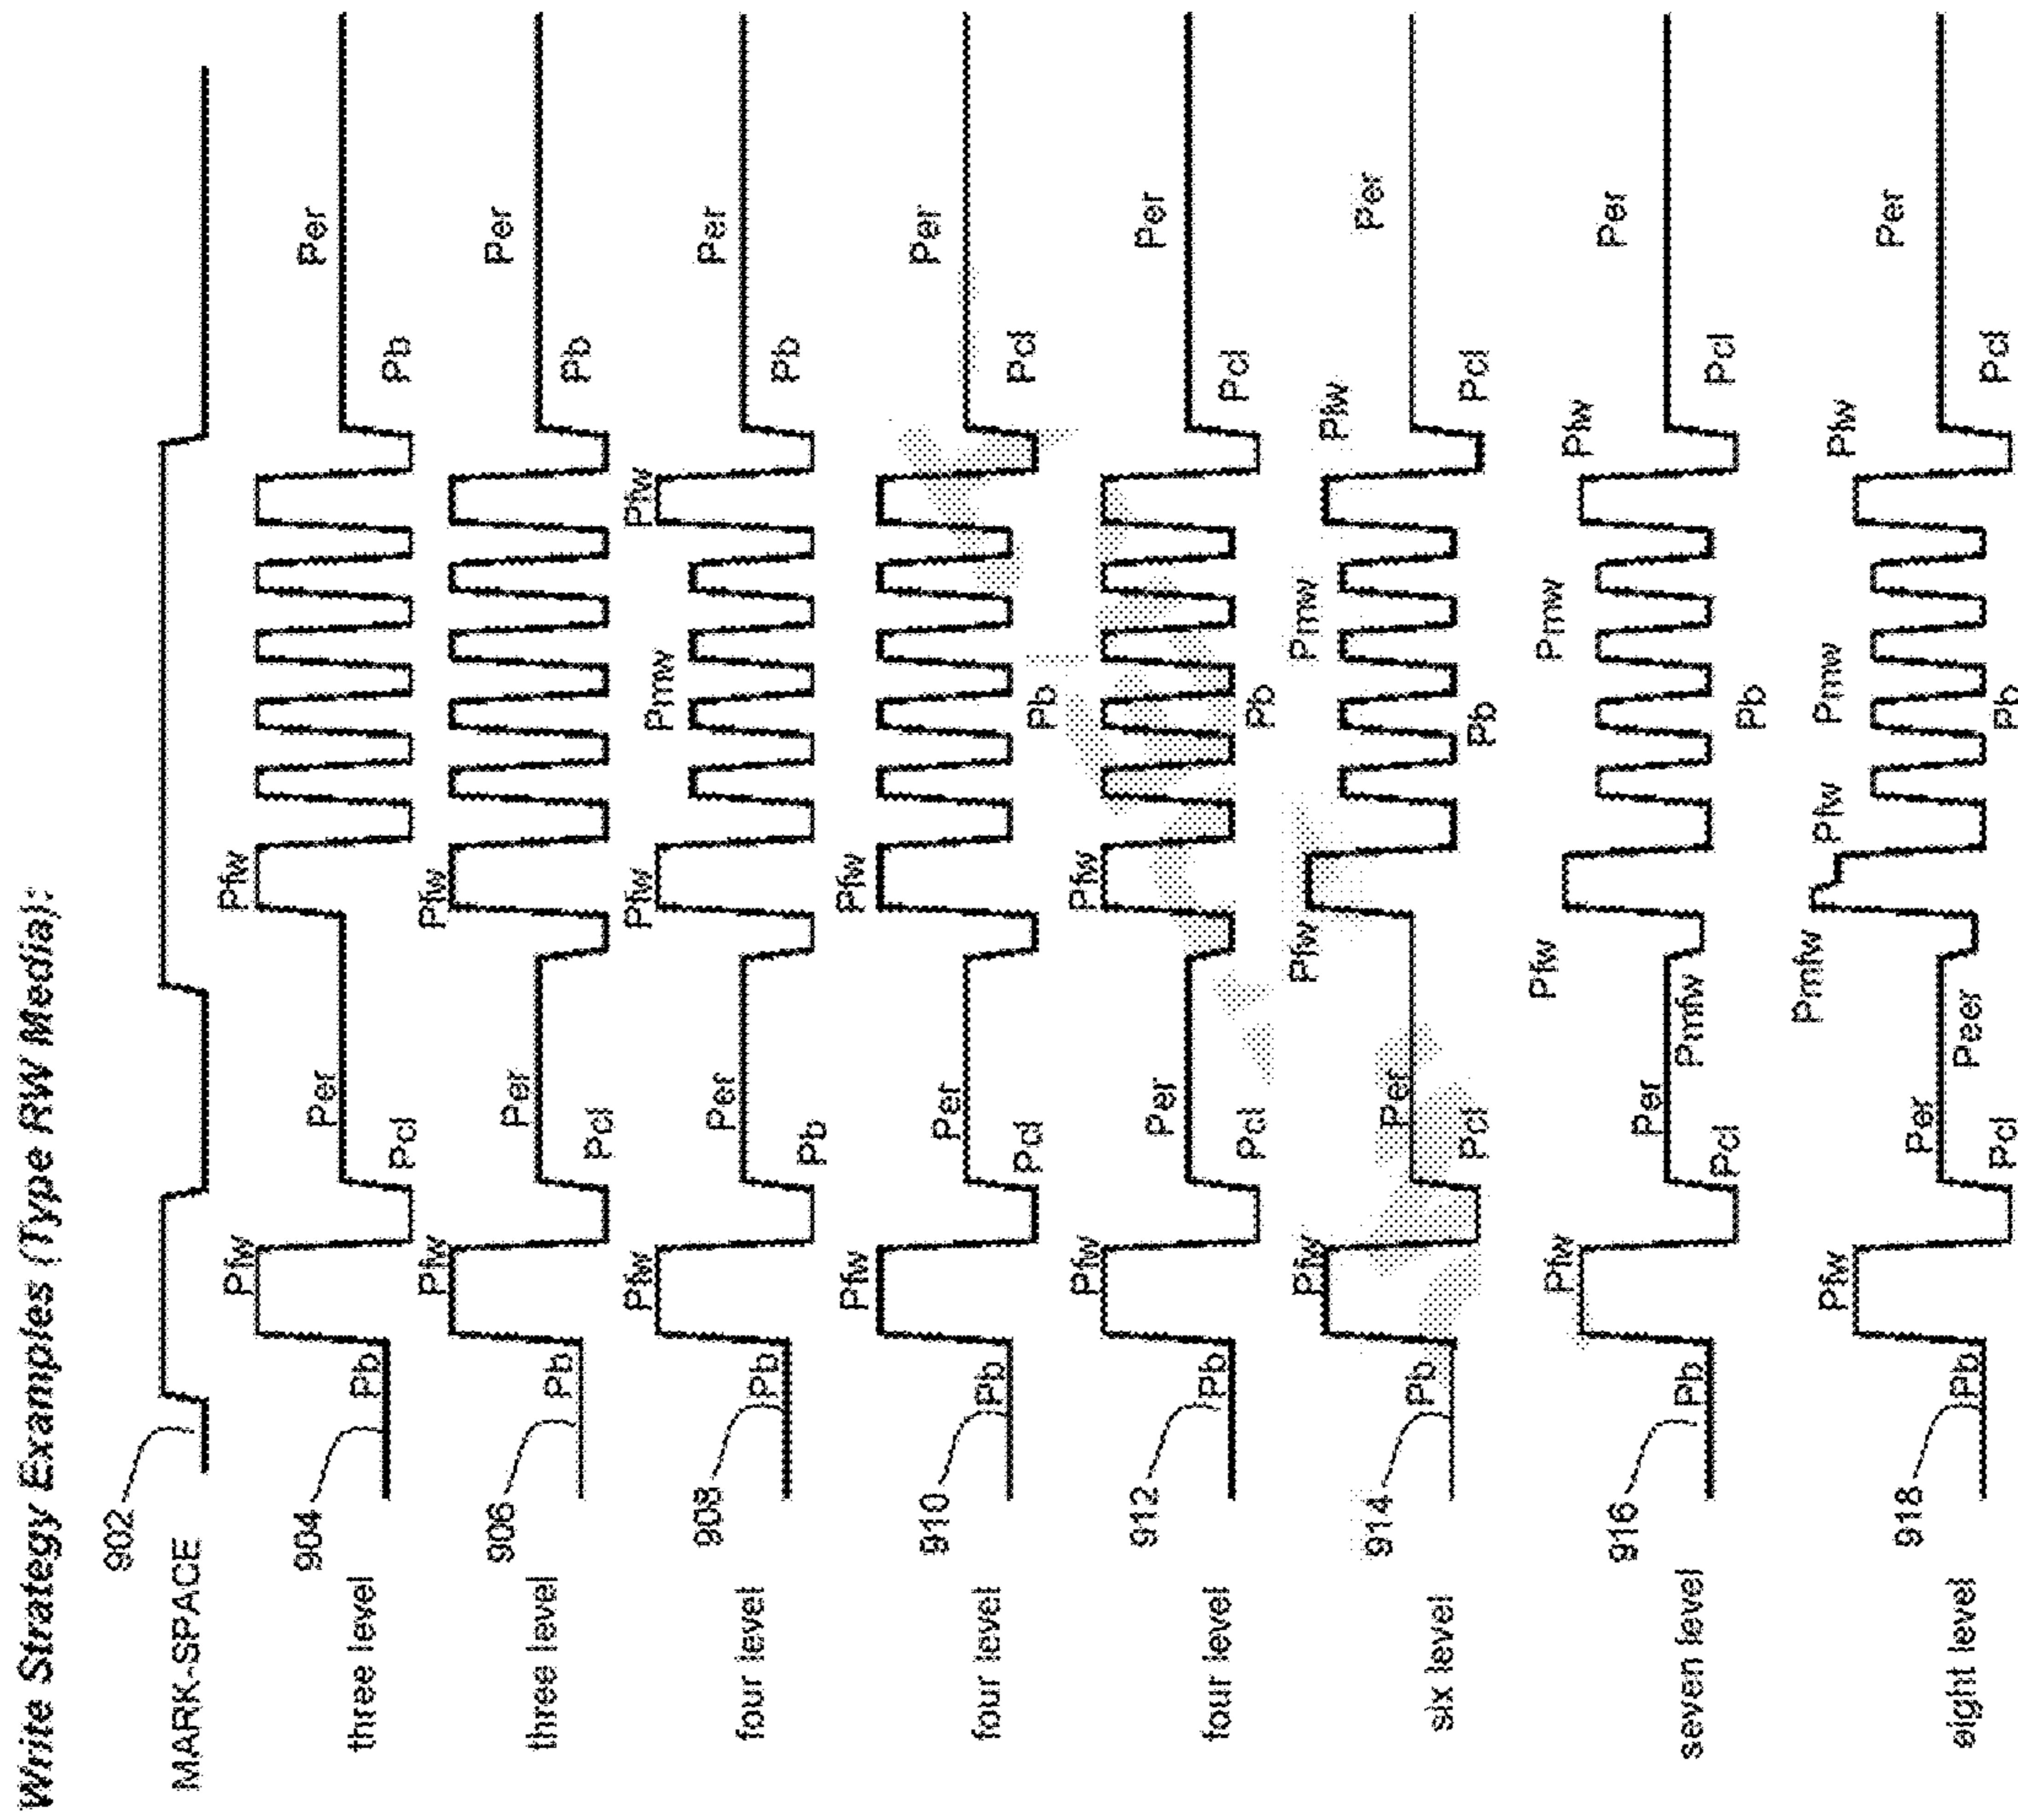 Write Strategy Examples (Type RW Media):
902
MARK-SPACE
904
Pfw Pfw
Per Per
three level
Pb Pcl Pb
906
Pfw Pfw
Per Per
three level
Pb Pcl Pb
908
Pfw Pfw Pmw Pfw
Per Per
four level
Pb Pb Pb
910
Pfw Pfw
Per Per
four level
Pb Pcl Pb Pcl
912
Pfw Pfw
Per Per
four level
Pb Pcl Pb Pcl
914
Pfw Pfw Pmw Pfw
Per Per
six level
Pb Pcl Pb Pcl
916
Pfw Pfw Pmw Plw
Per Per
seven level
Pb Pcl Pmfw Pb Pcl
918
Pfw Pmfw Pfw Pmw Plw
Per Per
eight level
Pb Pcl Peer Pb Pcl